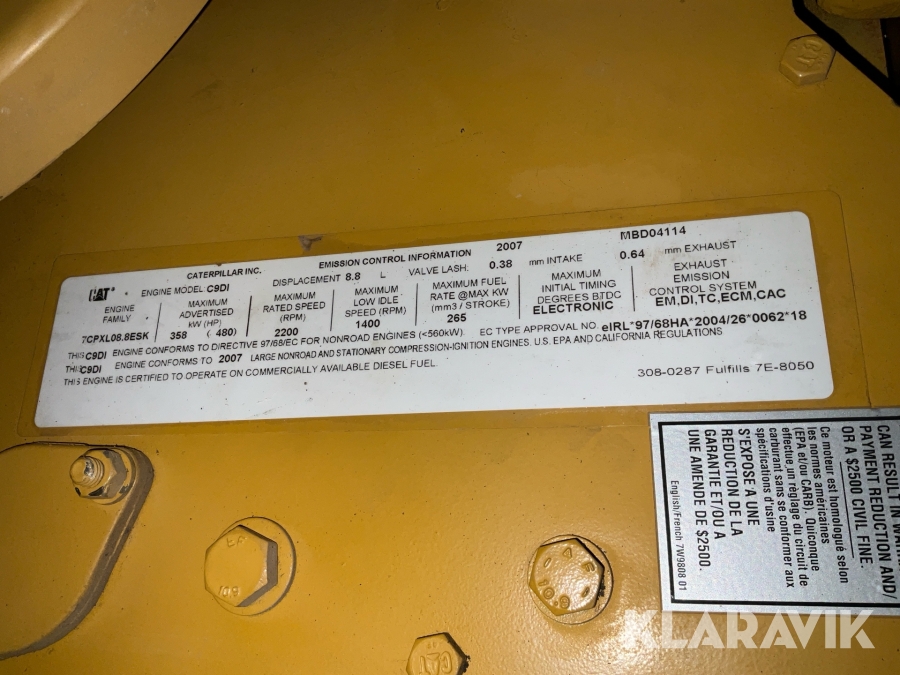 CATERPILLAR INC. EMISSION CONTROL INFORMATION 2007 MBD04114
CAT® ENGINE MODEL C9DI DISPLACEMENT 8.8 L VALVE LASH: 0.38 mm INTAKE 0.64 mm EXHAUST
ENGINE FAMILY
7CPXL08.8ESK
MAXIMUM ADVERTISED kW (HP)
358 ( 480)
MAXIMUM RATED SPEED (RPM)
2200
MAXIMUM LOW IDLE SPEED (RPM)
1400
MAXIMUM FUEL RATE @MAX KW (mm3 / STROKE)
265
MAXIMUM INITIAL TIMING DEGREES BTDC
ELECTRONIC
EXHAUST EMISSION CONTROL SYSTEM
EM,DI,TC,ECM,CAC
THIS C9DI ENGINE CONFORMS TO DIRECTIVE 97/68/EC FOR NONROAD ENGINES (<560kW). EC TYPE APPROVAL NO. eIRL*97/68HA*2004/26*0062*18
THIS C9DI ENGINE CONFORMS TO 2007 LARGE NONROAD AND STATIONARY COMPRESSION-IGNITION ENGINES. U.S. EPA AND CALIFORNIA REGULATIONS
THIS ENGINE IS CERTIFIED TO OPERATE ON COMMERCIALLY AVAILABLE DIESEL FUEL.
308-0287 Fulfills 7E-8050
CAN RESULT IN
PAYMENT REDUCTION AND/
OR A $2500 CIVIL FINE.
Ce moteur est homologué selon
les normes américaines
(EPA et/ou CARB). Quiconque
effectue,un réglage du circuit de
carburant sans se conformer aux
spécifications d'usine
S'EXPOSE A UNE
REDUCTION DE LA
GARANTIE ET/OU A
UNE AMENDE DE $2500.
English/French 7W9808 01
CAT
KLARAVIK